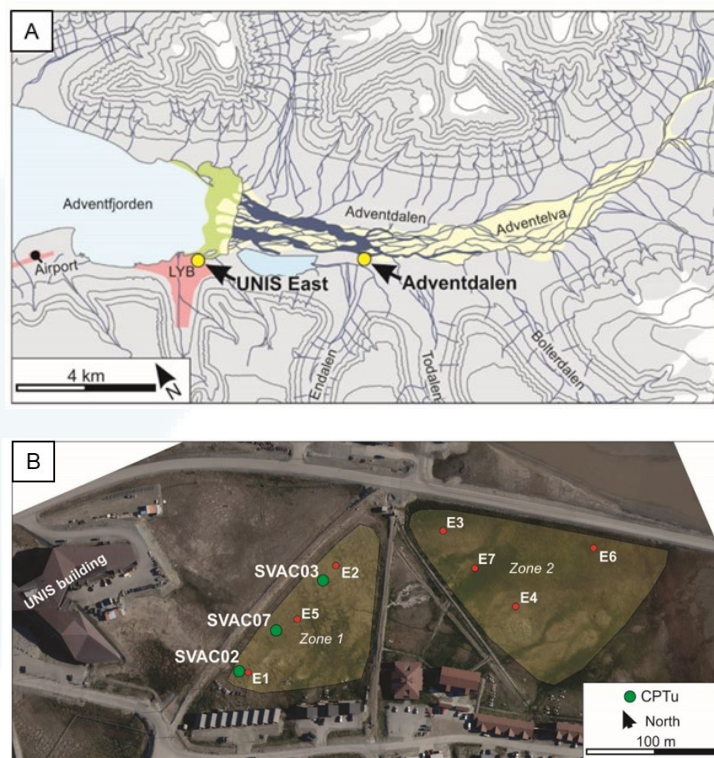 A
Adventfjorden
Adventdalen
Adventelva
Airport
LYB
UNIS East
Adventdalen
Endalen
Todalen
Bolterdalen
4 km
N
B
UNIS building
E3
SVAC03
E2
E7
Zone 2
E6
SVAC07
E5
E4
Zone 1
SVAC02
E1
CPTu
North
100 m